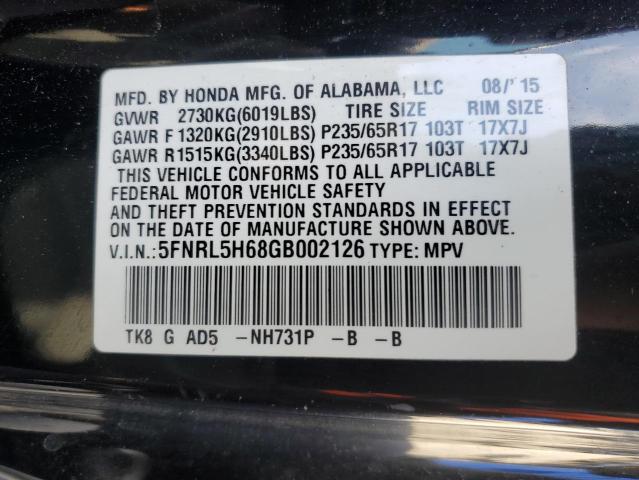 MFD. BY HONDA MFG. OF ALABAMA, LLC 08/15
GVWR 2730KG(6019LBS) TIRE SIZE RIM SIZE
GAWR F1320KG(2910LBS) P235/65R17 103T 17X7J
GAWR R1515KG(3340LBS) P235/65R17 103T 17X7J
THIS VEHICLE CONFORMS TO ALL APPLICABLE
FEDERAL MOTOR VEHICLE SAFETY
AND THEFT PREVENTION STANDARDS IN EFFECT
ON THE DATE OF MANUFACTURE SHOWN ABOVE.
V.I.N.: 5FNRL5H68GB002126 TYPE: MPV
TK8 G AD5 -NH731P -B -B